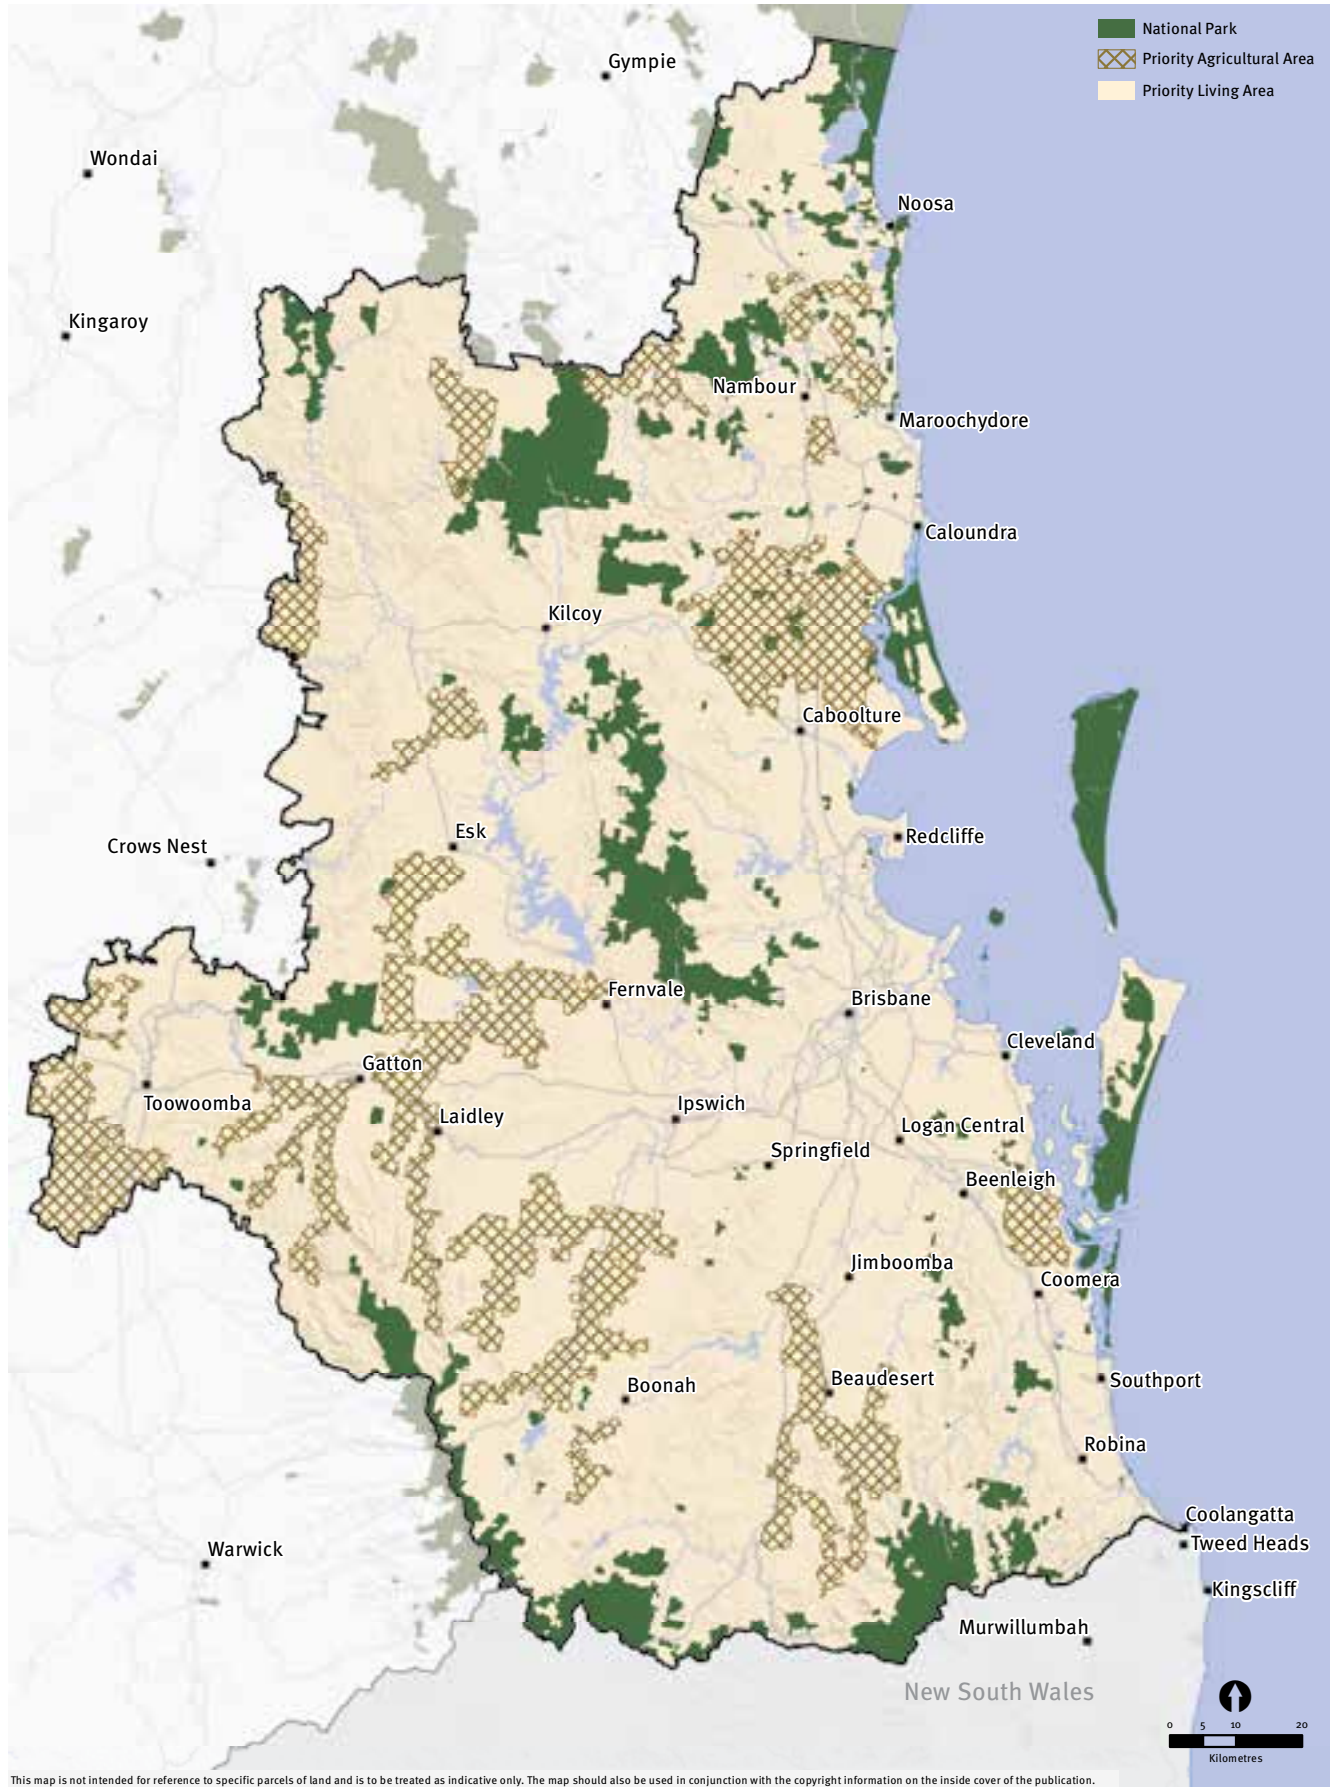 National Park
Priority Agricultural Area
Priority Living Area
Gympie
Wondai
Noosa
Kingaroy
Nambour
Maroochydore
Caloundra
Kilcoy
Caboolture
Esk
Redcliffe
Crows Nest
Fernvale
Brisbane
Cleveland
Gatton
Toowoomba
Laidley
Ipswich
Logan Central
Springfield
Beenleigh
Jimboomba
Coomera
Beaudesert
Southport
Boonah
Robina
Coolangatta
Tweed Heads
Warwick
Kingscliff
Murwillumbah
New South Wales
0 5 10 20
Kilometres
This map is not intended for reference to specific parcels of land and is to be treated as indicative only. The map should also be used in conjunction with the copyright information on the inside cover of the publication.